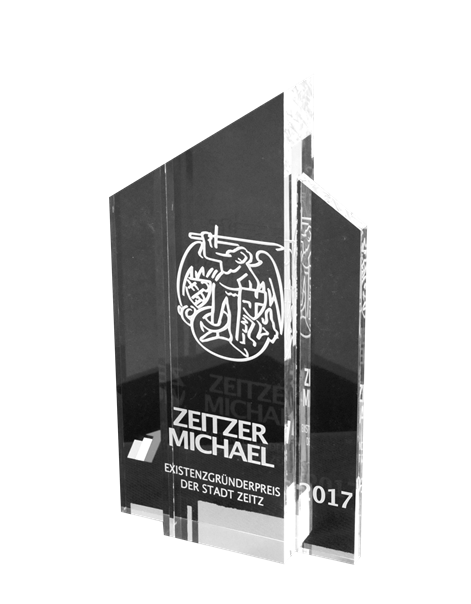 ZEITZER
MICHAEL
EXISTENZGRÜNDERPREIS
DER STADT ZEITZ
2017